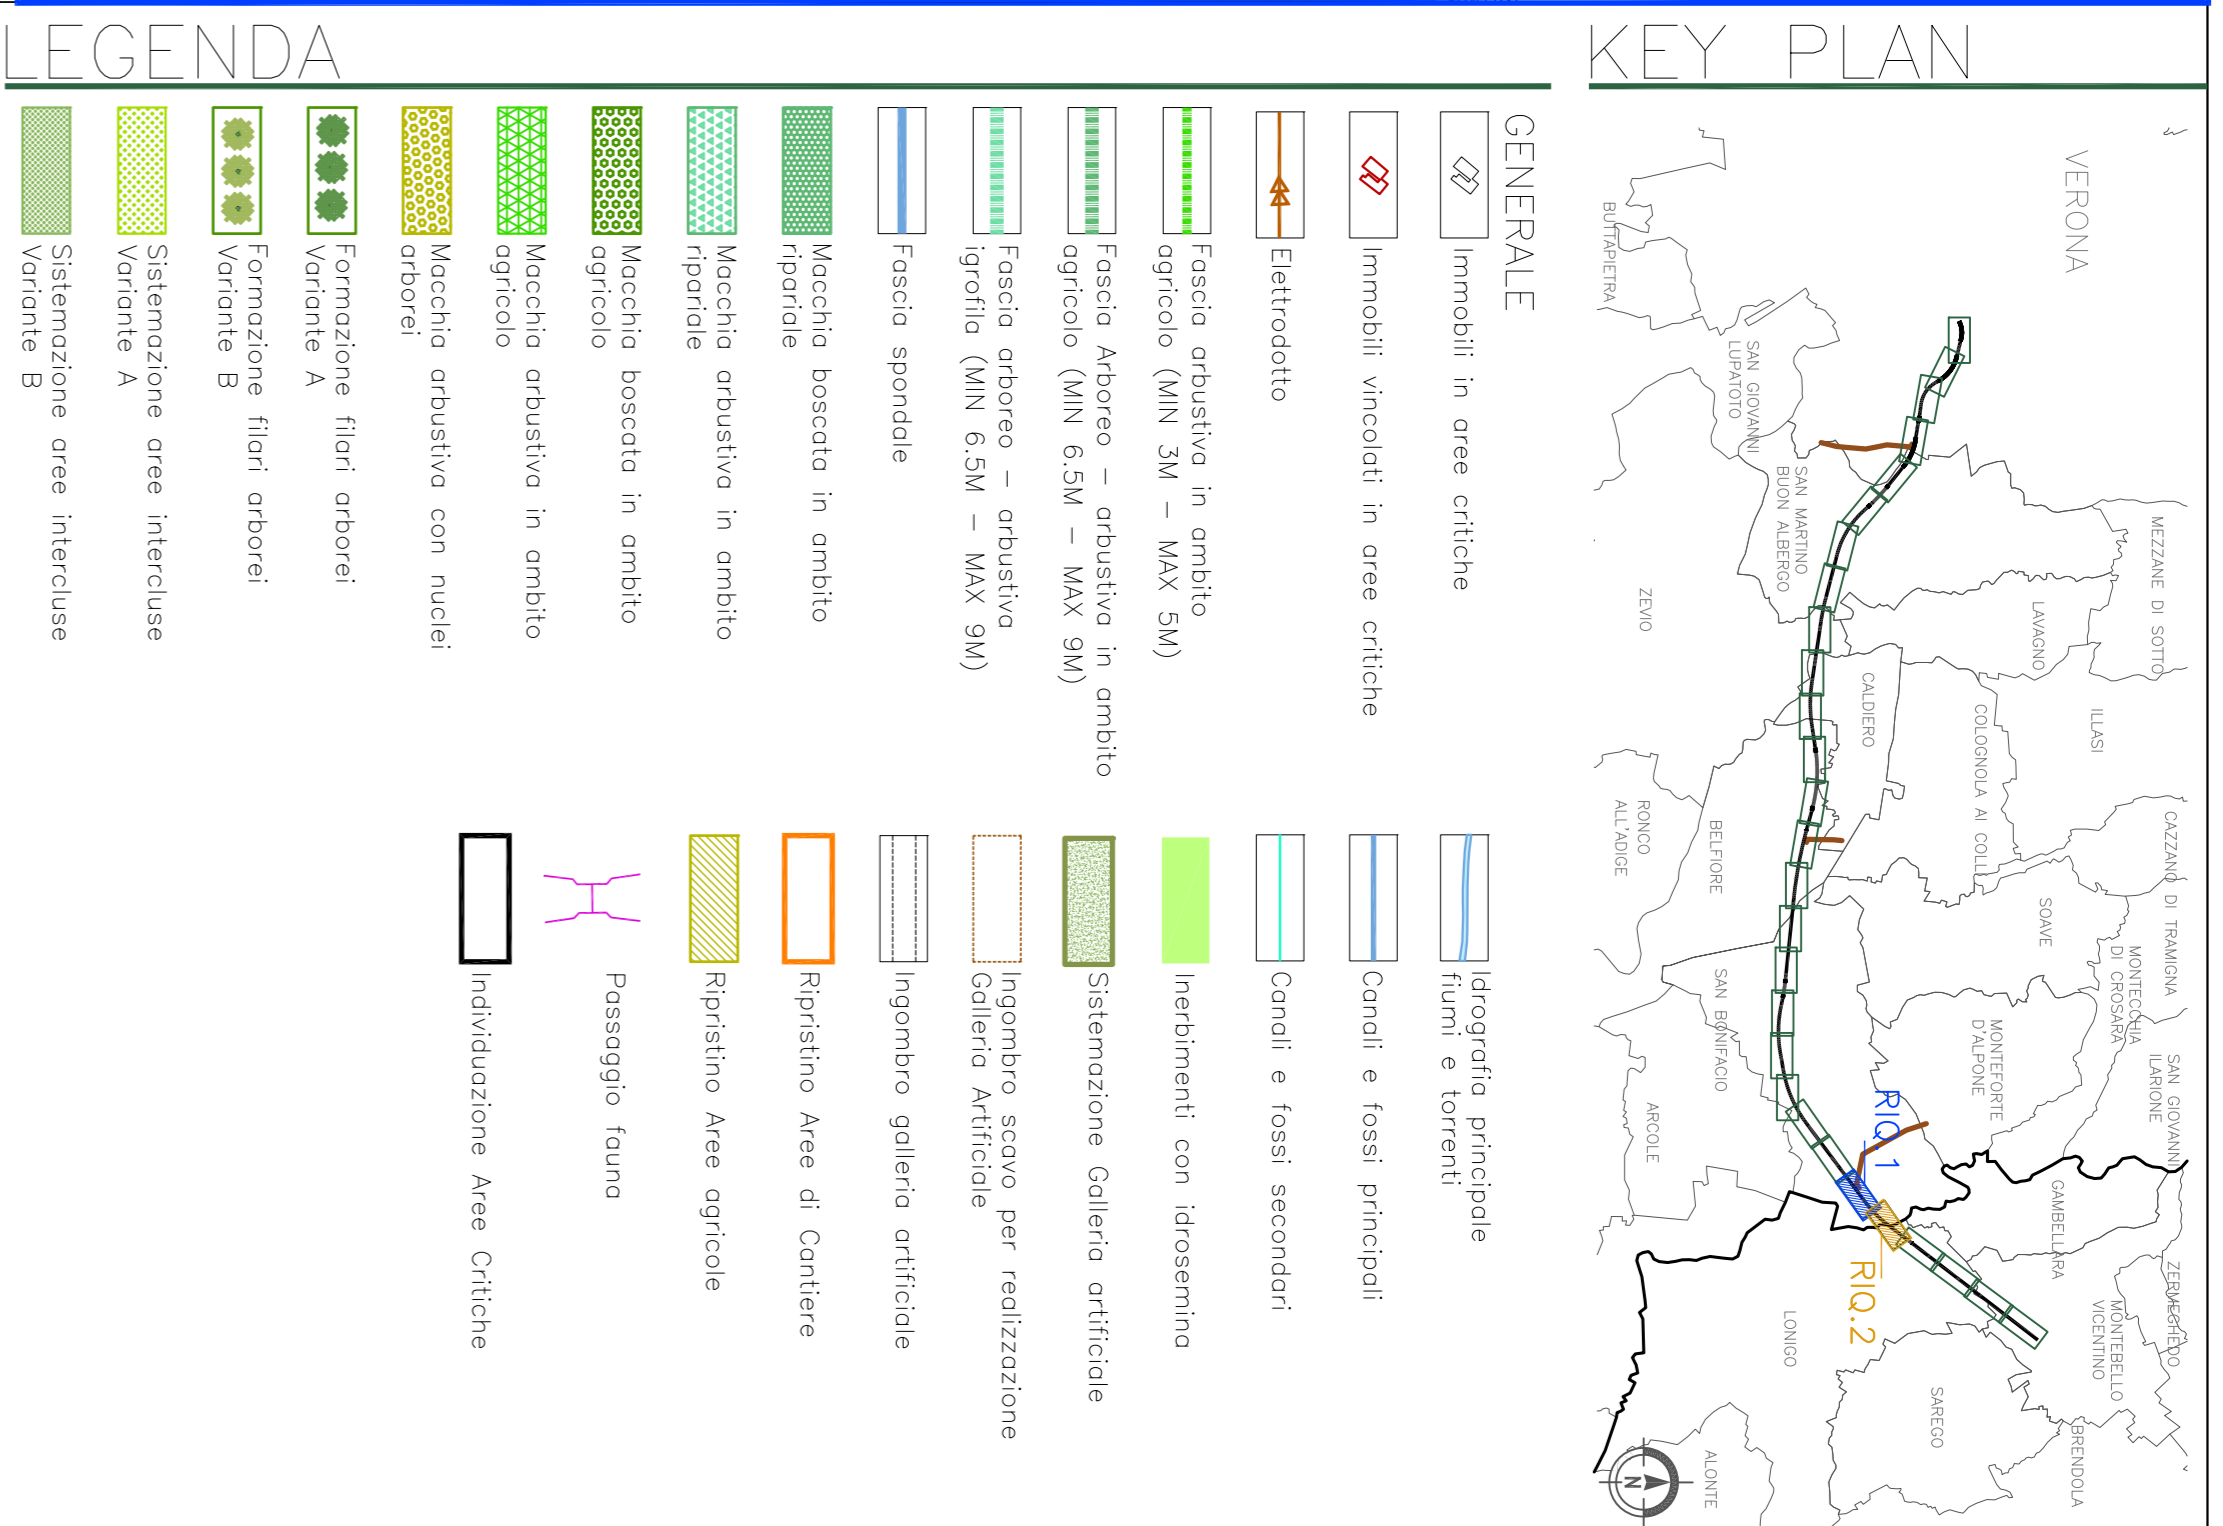 KEY PLAN
VERONA
BUTTAPIETRA
SAN GIOVANNI
LUPATOTO
SAN MARTINO
BUON ALBERGO
ZEVIO
MEZZANE DI SOTTO
LAVAGNO
ILLASI
CALDIERO
COLOGNOLA AI COLLI
CAZZANO DI TRAMIGNA
RONCO
ALL'ADIGE
BELFIORE
SOAVE
MONTECCHIA
DI CROSARA
SAN BONIFACIO
MONTEFORTE
D'ALPONE
SAN GIOVANNI
ILARIONE
ARCOLE
RIQ.1
GAMBELLARA
RIQ.2
ZERMEGHEDO
MONTEBELLO
VICENTINO
LONIGO
SAREGO
BRENDOLA
ALONTE
N
LEGENDA
GENERALE
Immobili in aree critiche
Immobili vincolati in aree critiche
Elettrodotto
Fascia arbustiva in ambito
agricolo (MIN 3M – MAX 5M)
Fascia Arboreo – arbustiva in ambito
agricolo (MIN 6.5M – MAX 9M)
Fascia arboreo – arbustiva
igrofila (MIN 6.5M – MAX 9M)
Fascia spondale
Macchia boscata in ambito
ripariale
Macchia arbustiva in ambito
ripariale
Macchia boscata in ambito
agricolo
Macchia arbustiva in ambito
agricolo
Macchia arbustiva con nuclei
arborei
Formazione filari arborei
Variante A
Formazione filari arborei
Variante B
Sistemazione aree intercluse
Variante A
Sistemazione aree intercluse
Variante B
Idrografia principale
fiumi e torrenti
Canali e fossi principali
Canali e fossi secondari
Inerbimenti con idrosemina
Sistemazione Galleria artificiale
Ingombro scavo per realizzazione
Galleria Artificiale
Ingombro galleria artificiale
Ripristino Aree di Cantiere
Ripristino Aree agricole
Passaggio fauna
Individuazione Aree Critiche